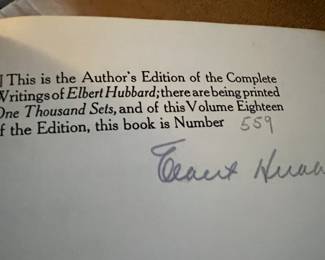 This is the Author's Edition of the Complete
Writings of Elbert Hubbard; there are being printed
One Thousand Sets, and of this Volume Eighteen
of the Edition, this book is Number 559